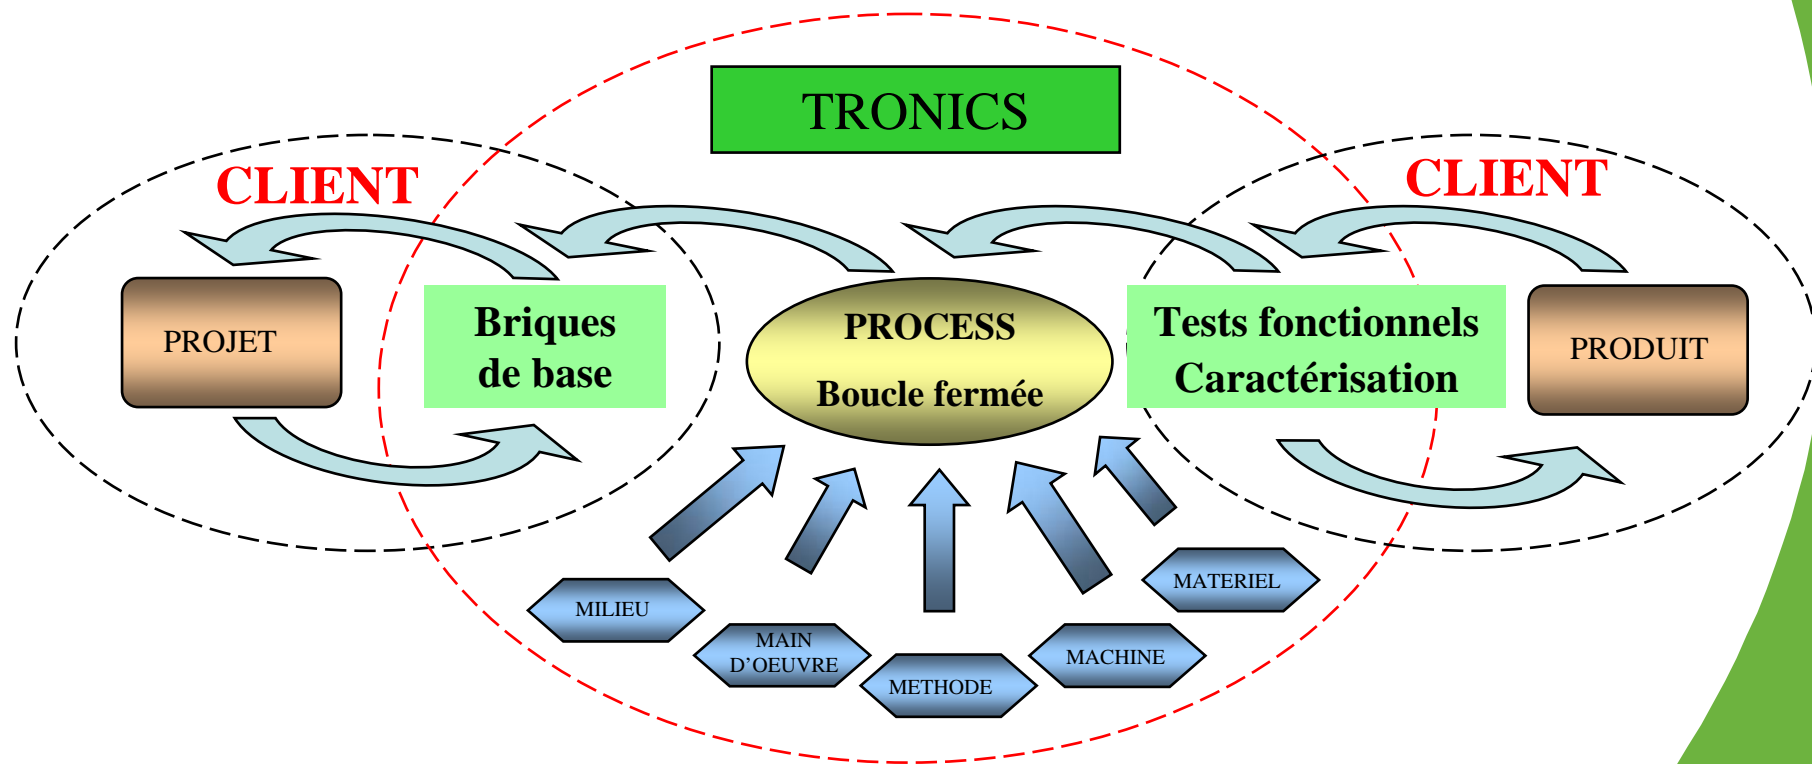 TRONICS
CLIENT
CLIENT
PROJET
Briques
de base
PROCESS
Boucle fermée
Tests fonctionnels
Caractérisation
PRODUIT
MILIEU
MAIN
D'OEUVRE
METHODE
MACHINE
MATERIEL